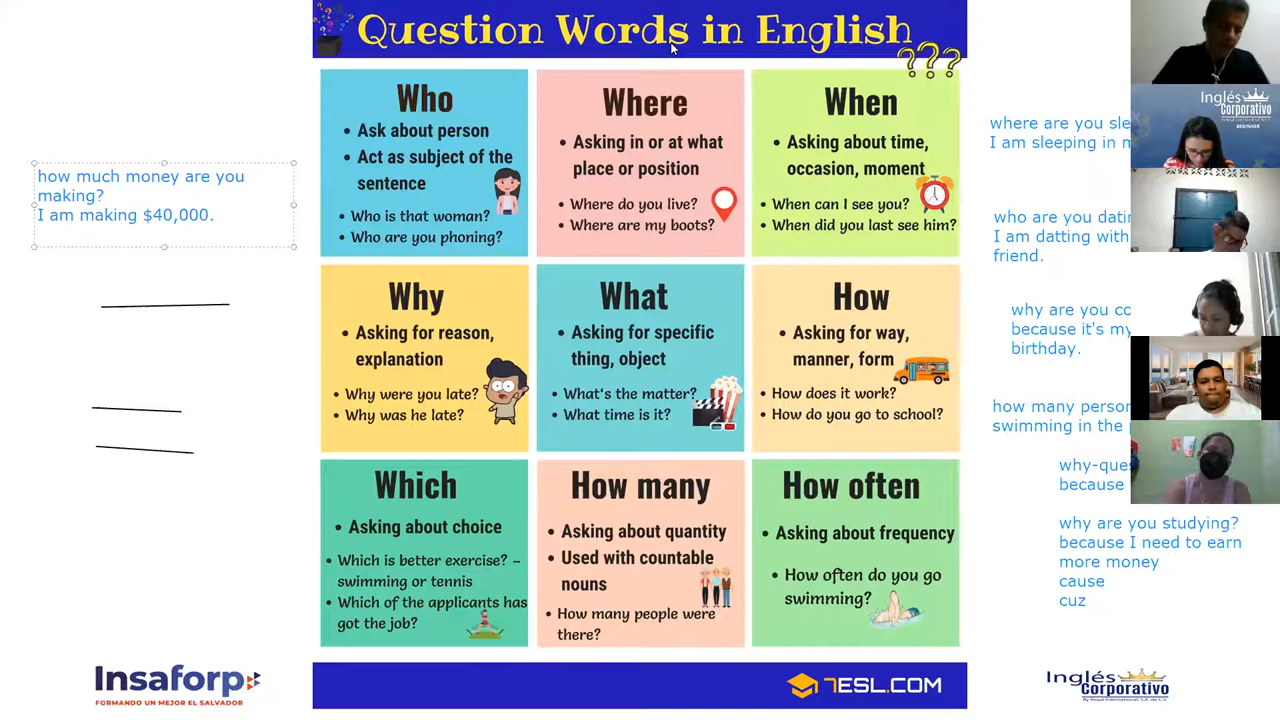 Question Words in English
???
how much money are you
making?
I am making $40,000.
Who
• Ask about person
• Act as subject of the
sentence
• Who is that woman?
• Who are you phoning?
Where
• Asking in or at what
place or position
• Where do you live?
• Where are my boots?
When
• Asking about time,
occasion, moment
• When can I see you?
• When did you last see him?
Why
• Asking for reason,
explanation
• Why were you late?
• Why was he late?
What
• Asking for specific
thing, object
• What's the matter?
• What time is it?
How
• Asking for way,
manner, form
• How does it work?
• How do you go to school?
Which
• Asking about choice
• Which is better exercise? –
swimming or tennis
• Which of the applicants has
got the job?
How many
• Asking about quantity
• Used with countable
nouns
• How many people were
there?
How often
• Asking about frequency
• How often do you go
swimming?
where are you
I am sleeping in
who are you
I am datting with
friend.
why are you
because it's my
birthday.
how many
swimming in the
because
why are you studying?
because I need to earn
more money
cause
cuz
Inglés
Corporativo
BEGINNER
Insaforp
FORMANDO UN MEJOR EL SALVADOR
7ESL.COM
Inglés
Corporativo